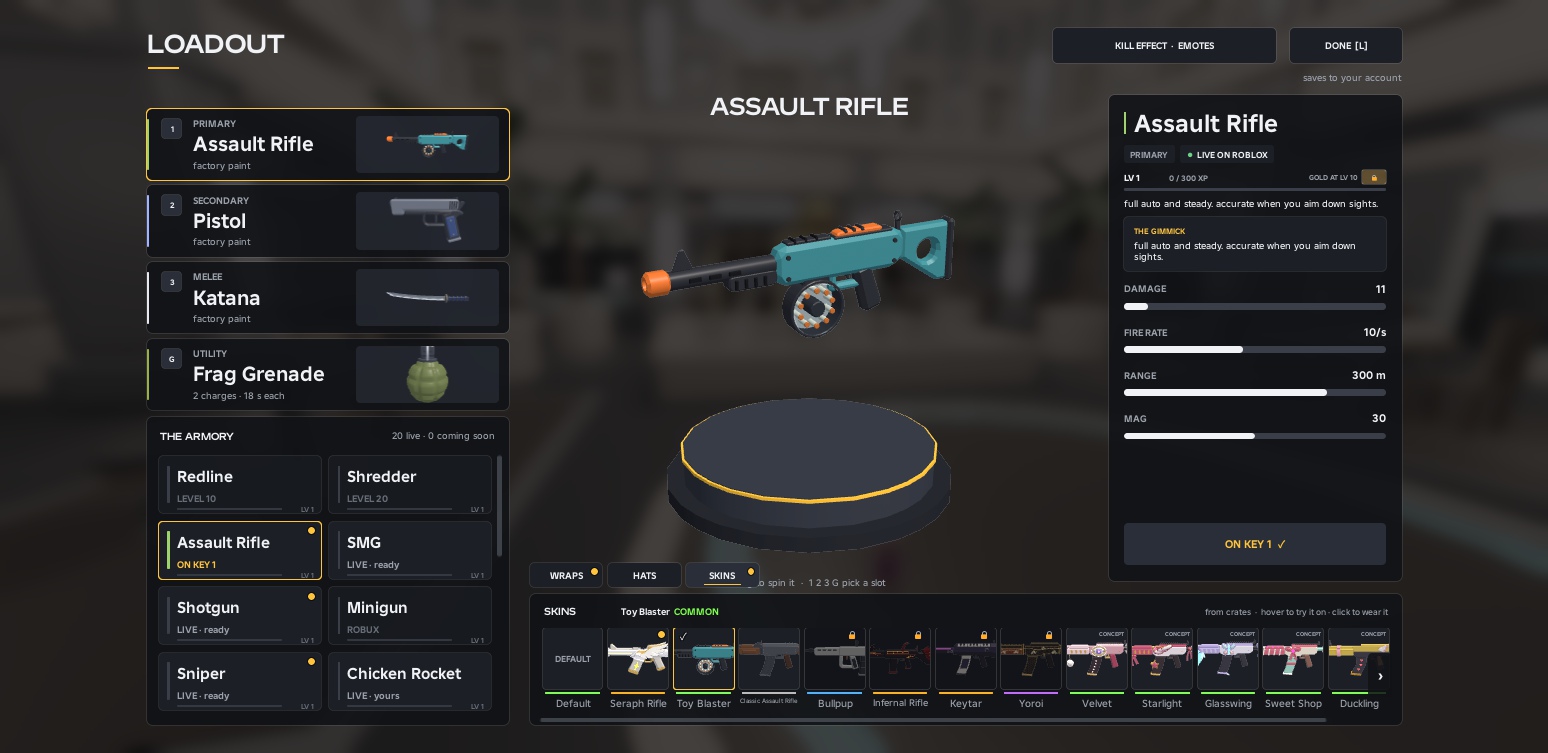 LOADOUT
KILL EFFECT · EMOTES
DONE [L]
saves to your account
1
PRIMARY
Assault Rifle
factory paint
2
SECONDARY
Pistol
factory paint
3
MELEE
Katana
factory paint
G
UTILITY
Frag Grenade
2 charges · 18 s each
THE ARMORY
20 live · 0 coming soon
Redline
LEVEL 10
LV 1
Shredder
LEVEL 20
LV 1
Assault Rifle
ON KEY 1
LV 1
SMG
LIVE · ready
LV 1
Shotgun
LIVE · ready
LV 1
Minigun
ROBUX
LV 1
Sniper
LIVE · ready
LV 1
Chicken Rocket
LIVE · yours
LV 1
ASSAULT RIFLE
WRAPS
HATS
SKINS
to spin it · 1 2 3 G pick a slot
SKINS
Toy Blaster COMMON
from crates · hover to try it on · click to wear it
DEFAULT
✓
CONCEPT
CONCEPT
CONCEPT
CONCEPT
CONCEPT
›
Default
Seraph Rifle
Toy Blaster
Classic Assault Rifle
Bullpup
Infernal Rifle
Keytar
Yoroi
Velvet
Starlight
Glasswing
Sweet Shop
Duckling
Assault Rifle
PRIMARY
LIVE ON ROBLOX
LV 1
0 / 300 XP
GOLD AT LV 10
full auto and steady. accurate when you aim down sights.
THE GIMMICK
full auto and steady. accurate when you aim down
sights.
DAMAGE
11
FIRE RATE
10/s
RANGE
300 m
MAG
30
ON KEY 1 ✓